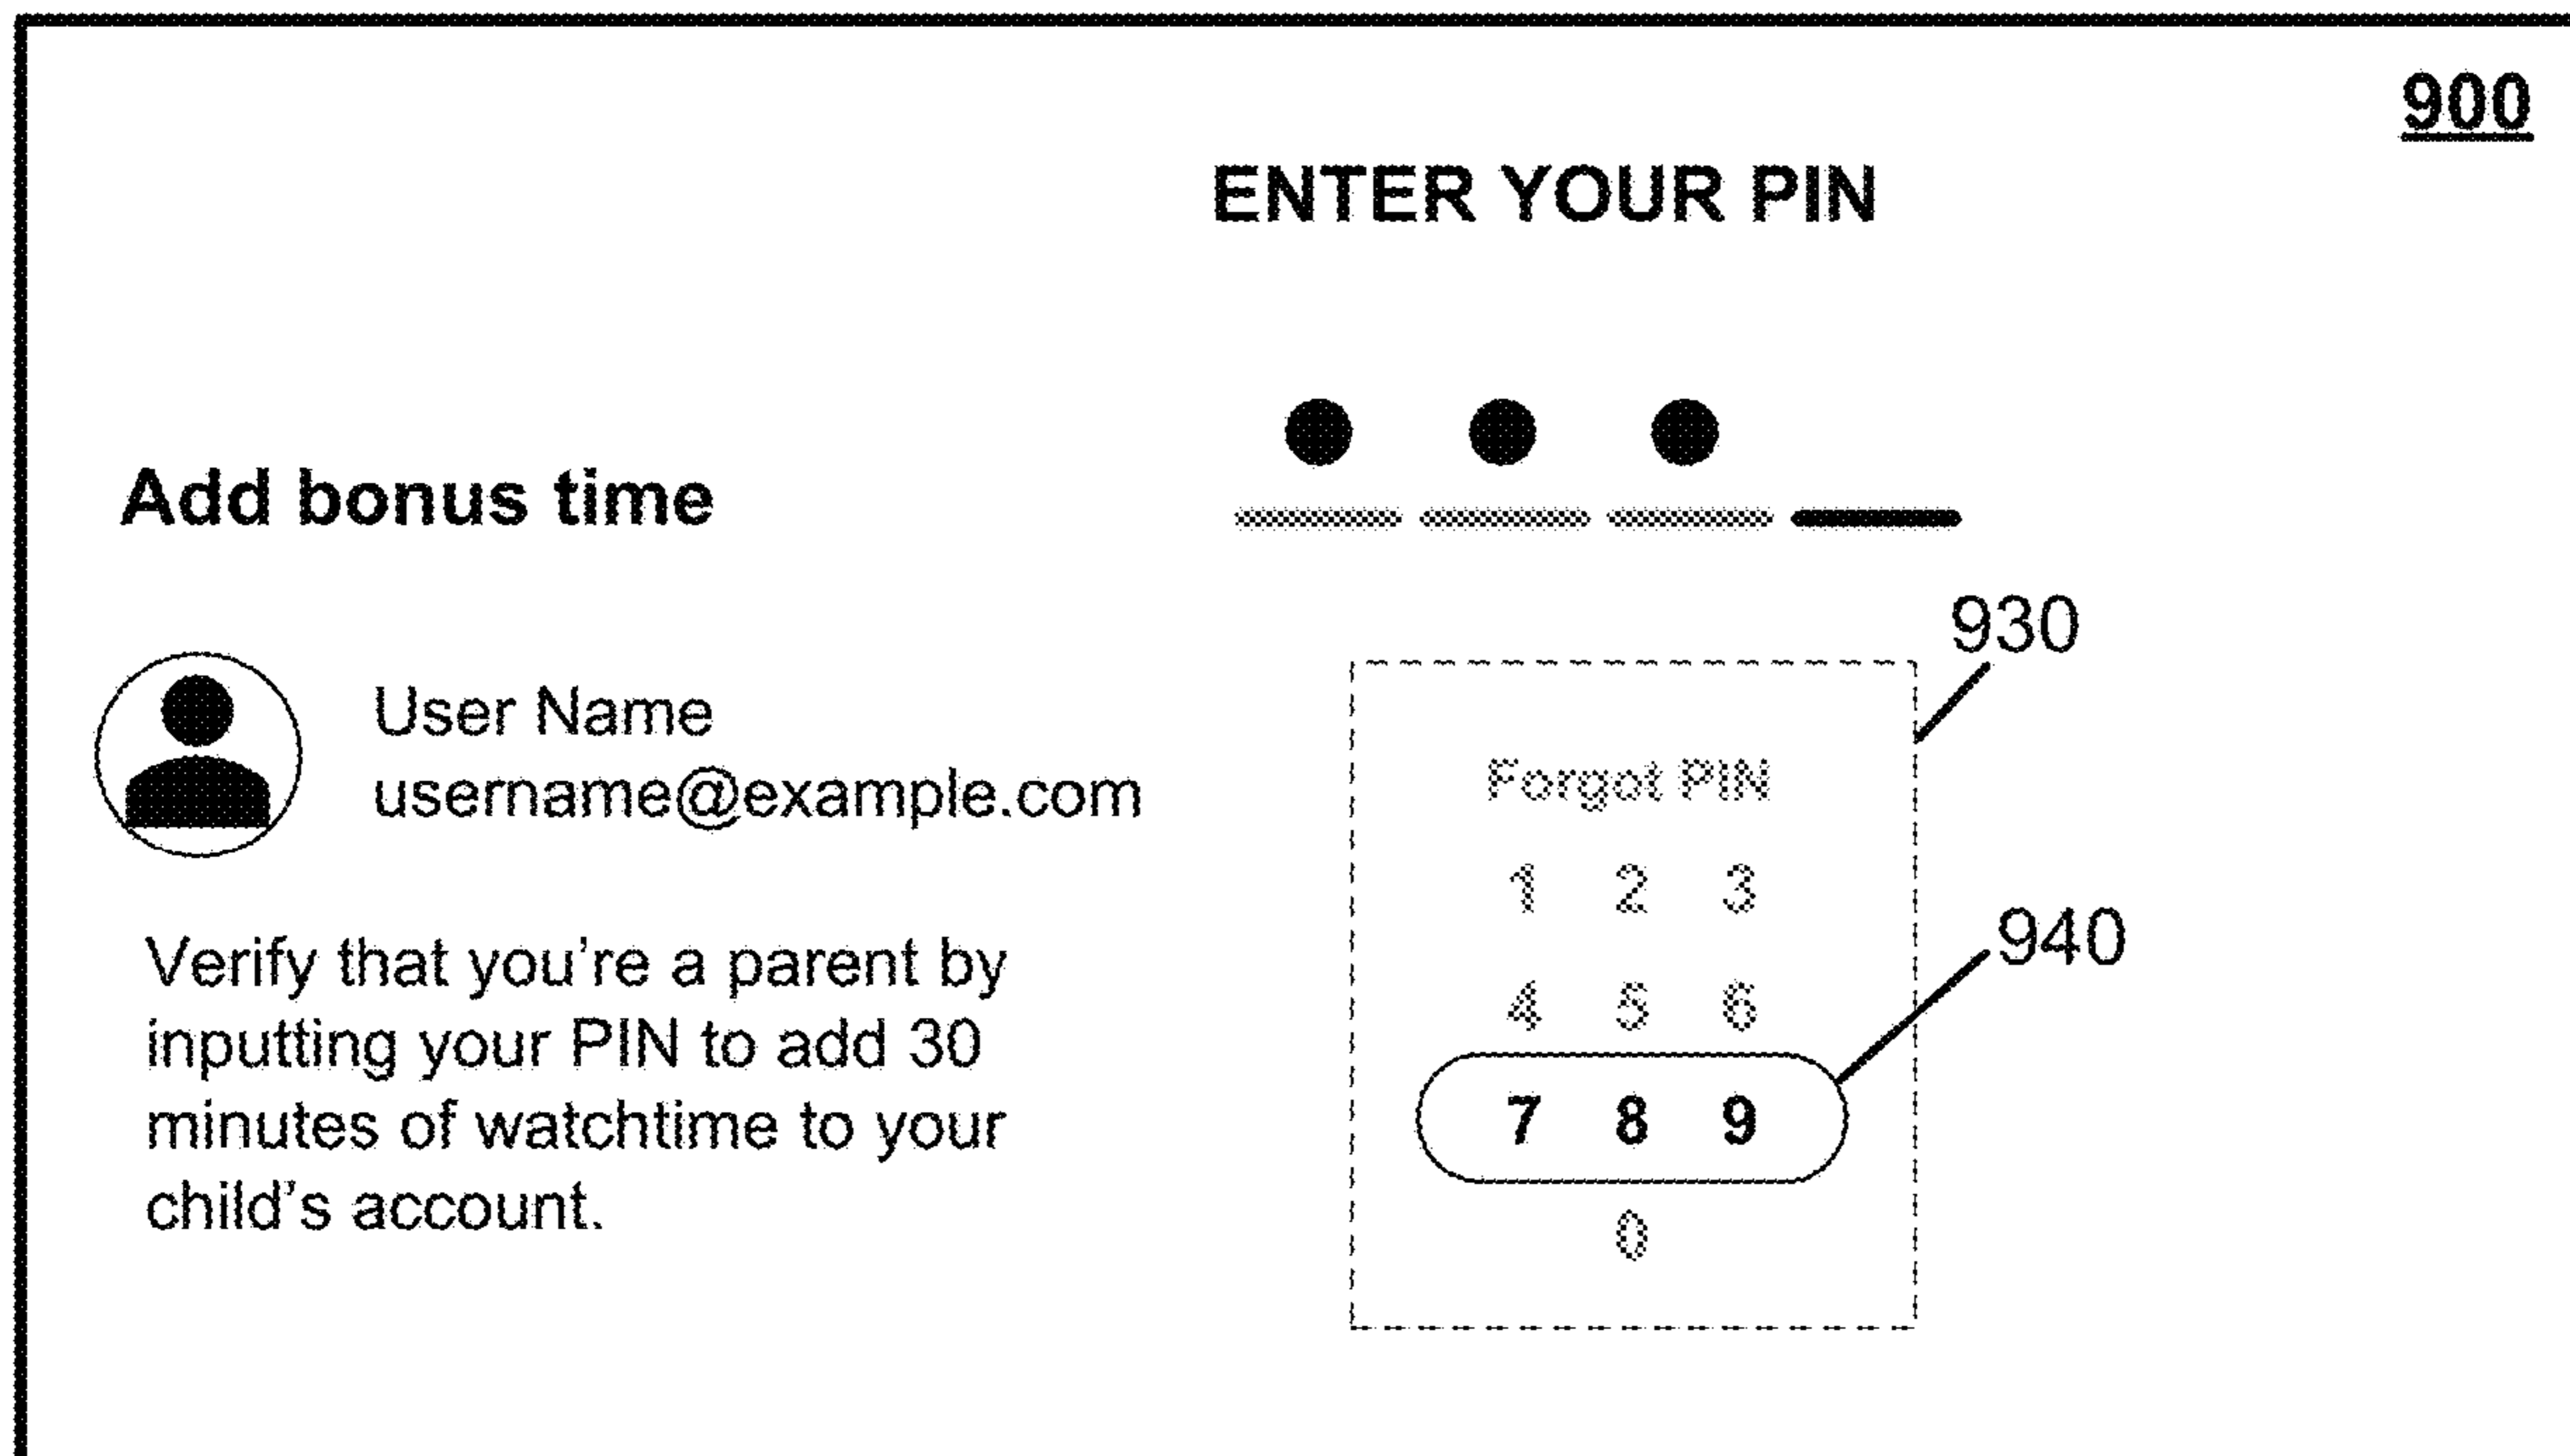 900
ENTER YOUR PIN
Add bonus time
User Name
username@example.com
Verify that you're a parent by
inputting your PIN to add 30
minutes of watchtime to your
child's account.
930
Forgot PIN
1 2 3
940
4 5 6
7 8 9
0